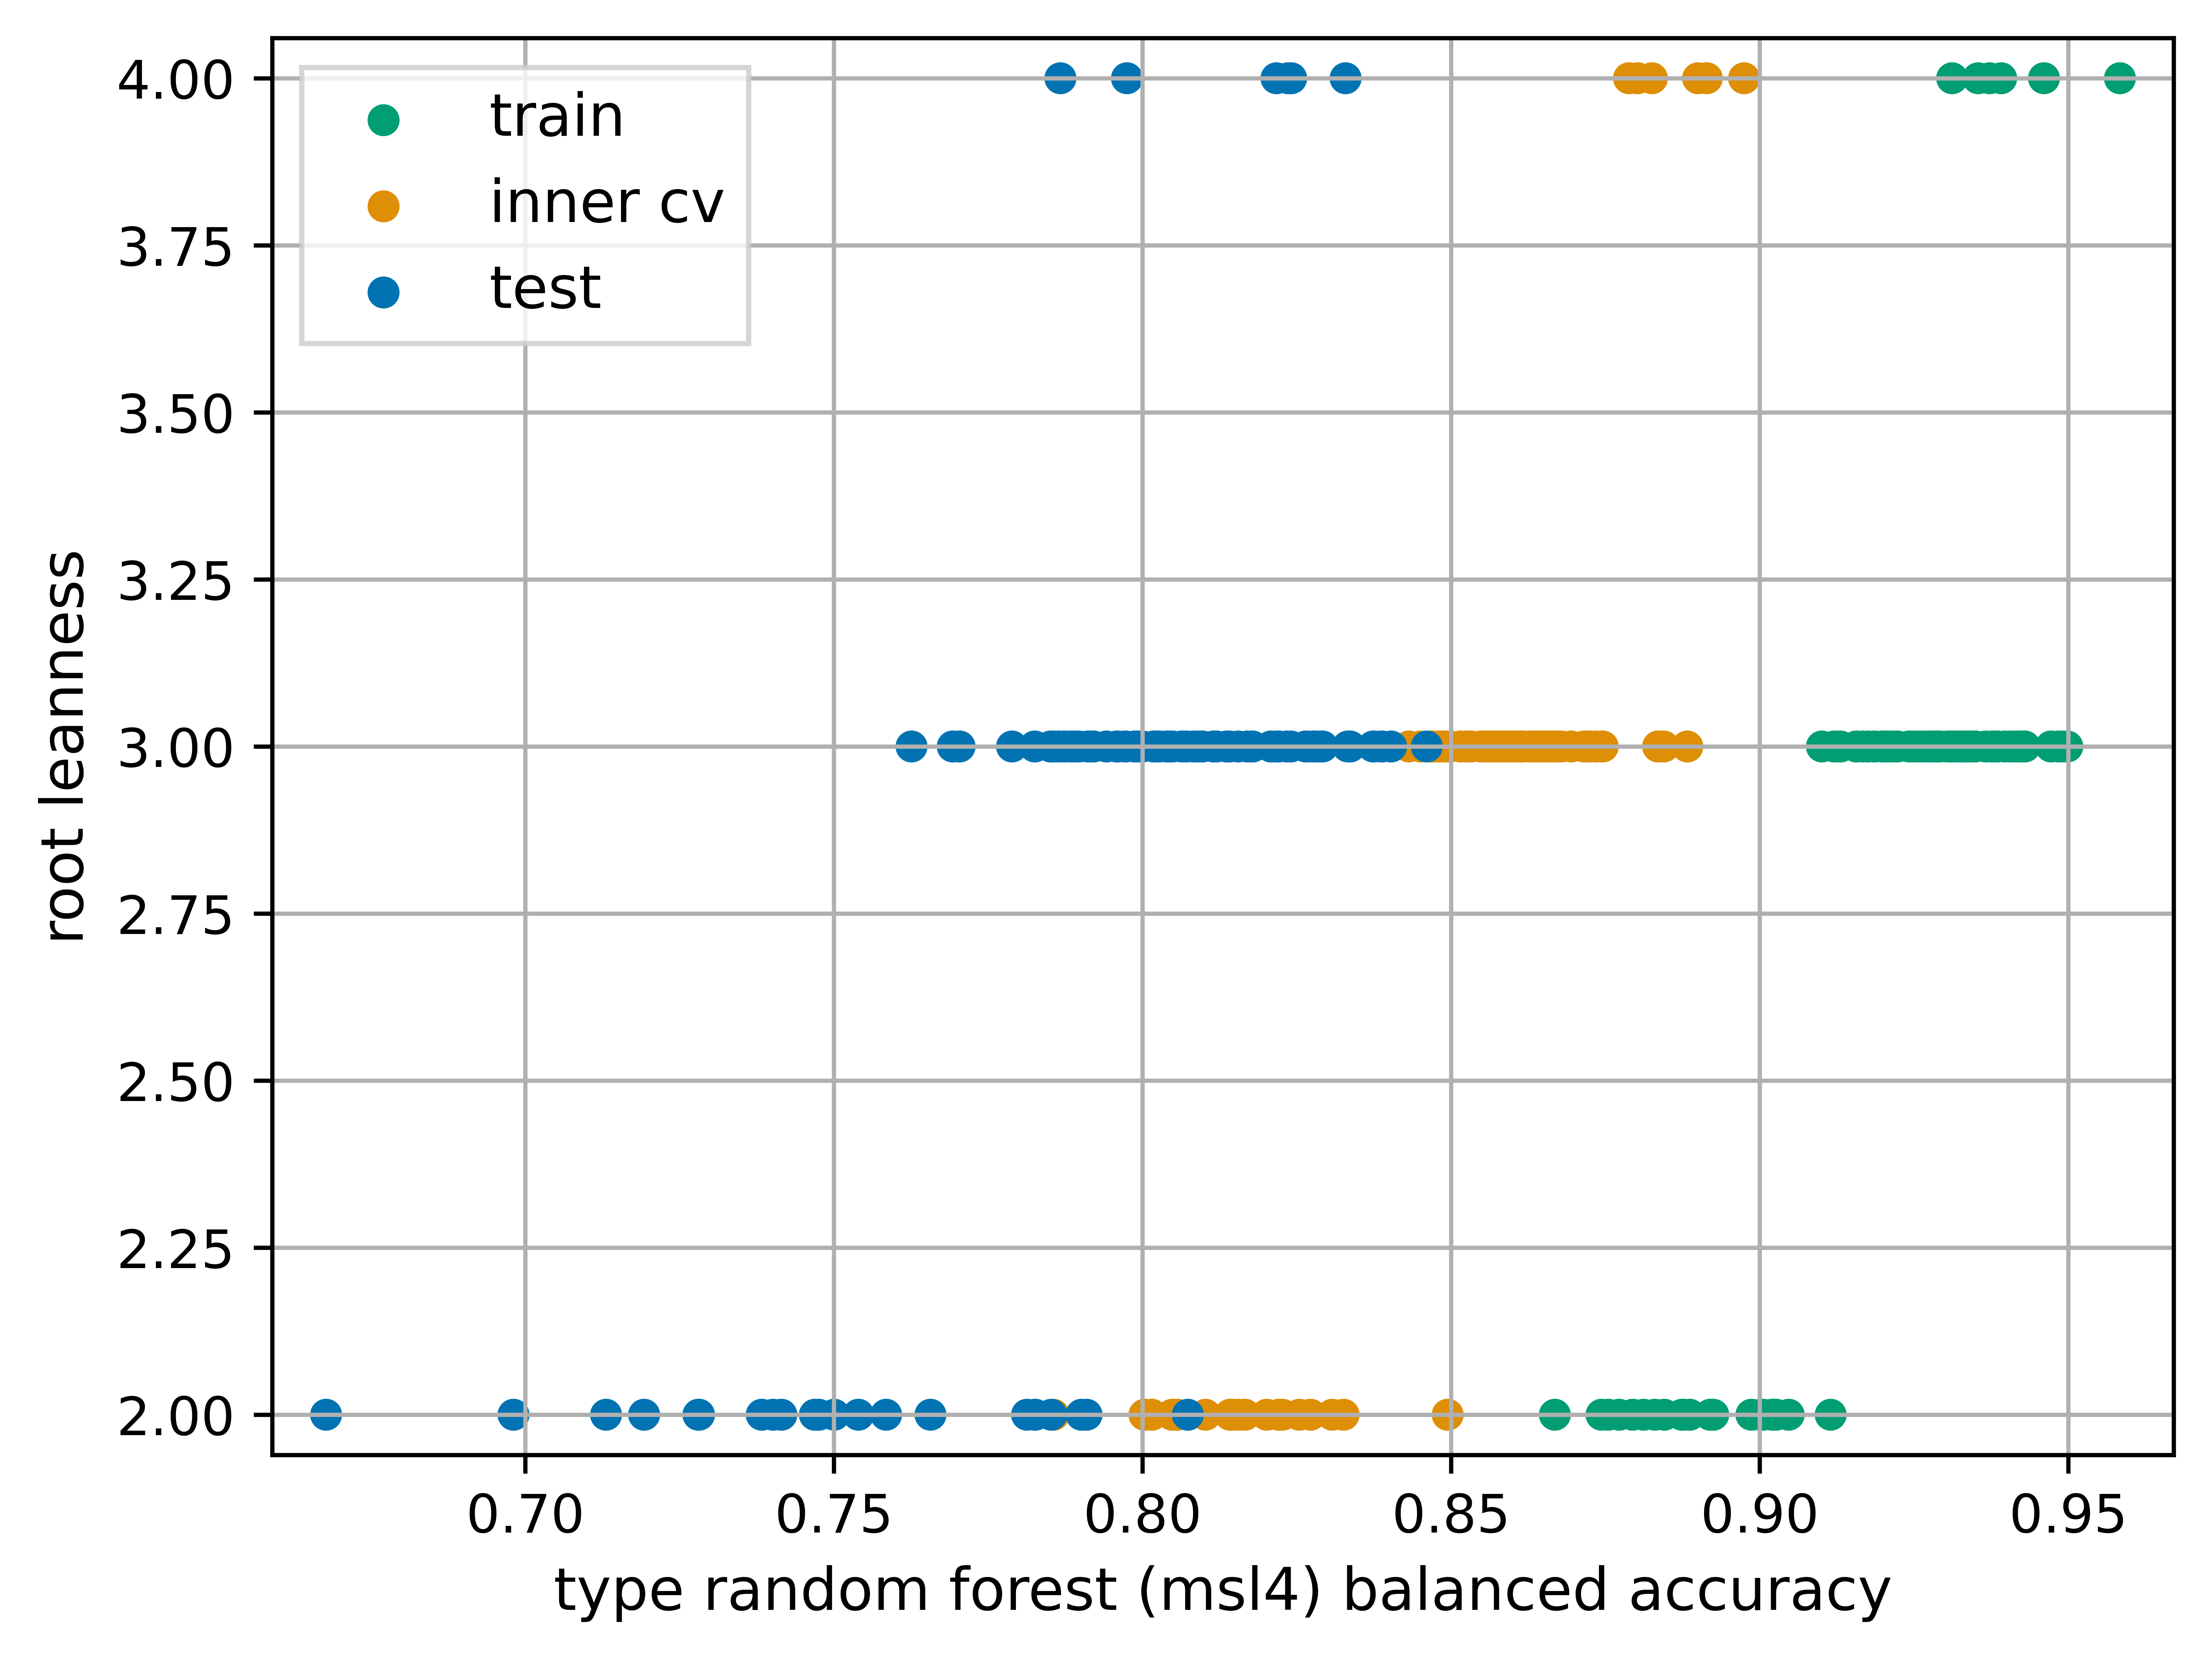 train
inner cv
test
4.00
3.75
3.50
3.25
3.00
2.75
2.50
2.25
2.00
root leanness
0.70 0.75 0.80 0.85 0.90 0.95
type random forest (msl4) balanced accuracy